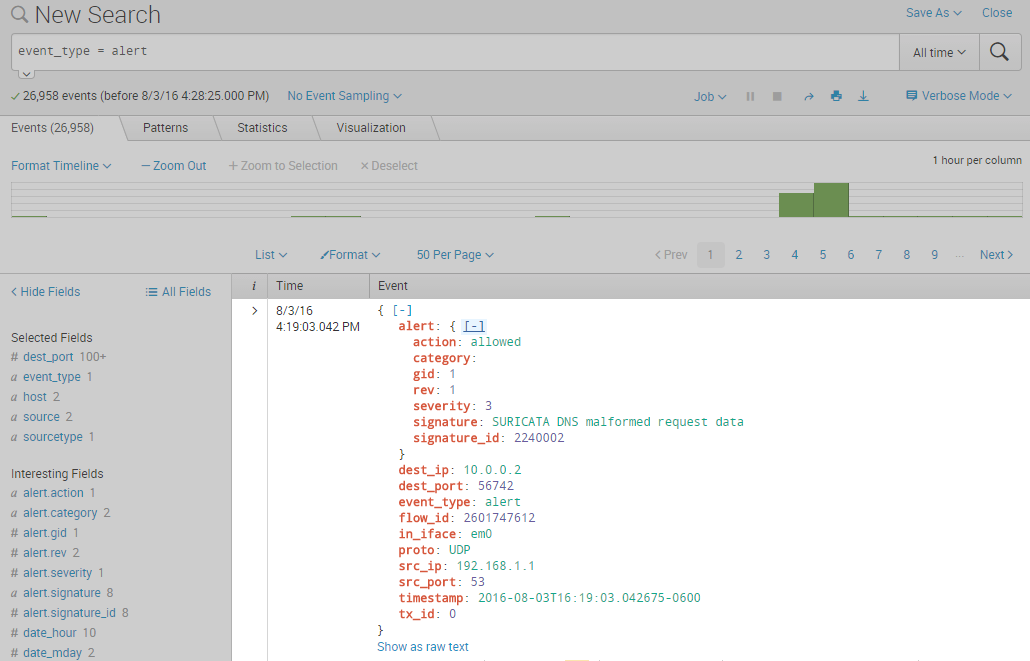 New Search
Save As Close
event_type = alert
All time
26,958 events (before 8/3/16 4:28:25.000 PM) No Event Sampling
Job Verbose Mode
Events (26,958) Patterns Statistics Visualization
Format Timeline — Zoom Out + Zoom to Selection × Deselect
1 hour per column
List Format 50 Per Page
Prev 1 2 3 4 5 6 7 8 9 ... Next
Hide Fields All Fields
i Time Event
Selected Fields
# dest_port 100+
a event_type 1
a host 2
a source 2
a sourcetype 1
Interesting Fields
a alert.action 1
a alert.category 2
# alert.gid 1
# alert.rev 2
# alert.severity 1
a alert.signature 8
# alert.signature_id 8
# date_hour 10
# date_mday 2
8/3/16
4:19:03.042 PM
{ [-]
alert: { [-]
action: allowed
category:
gid: 1
rev: 1
severity: 3
signature: SURICATA DNS malformed request data
signature_id: 2240002
}
dest_ip: 10.0.0.2
dest_port: 56742
event_type: alert
flow_id: 2601747612
in_iface: em0
proto: UDP
src_ip: 192.168.1.1
src_port: 53
timestamp: 2016-08-03T16:19:03.042675-0600
tx_id: 0
}
Show as raw text